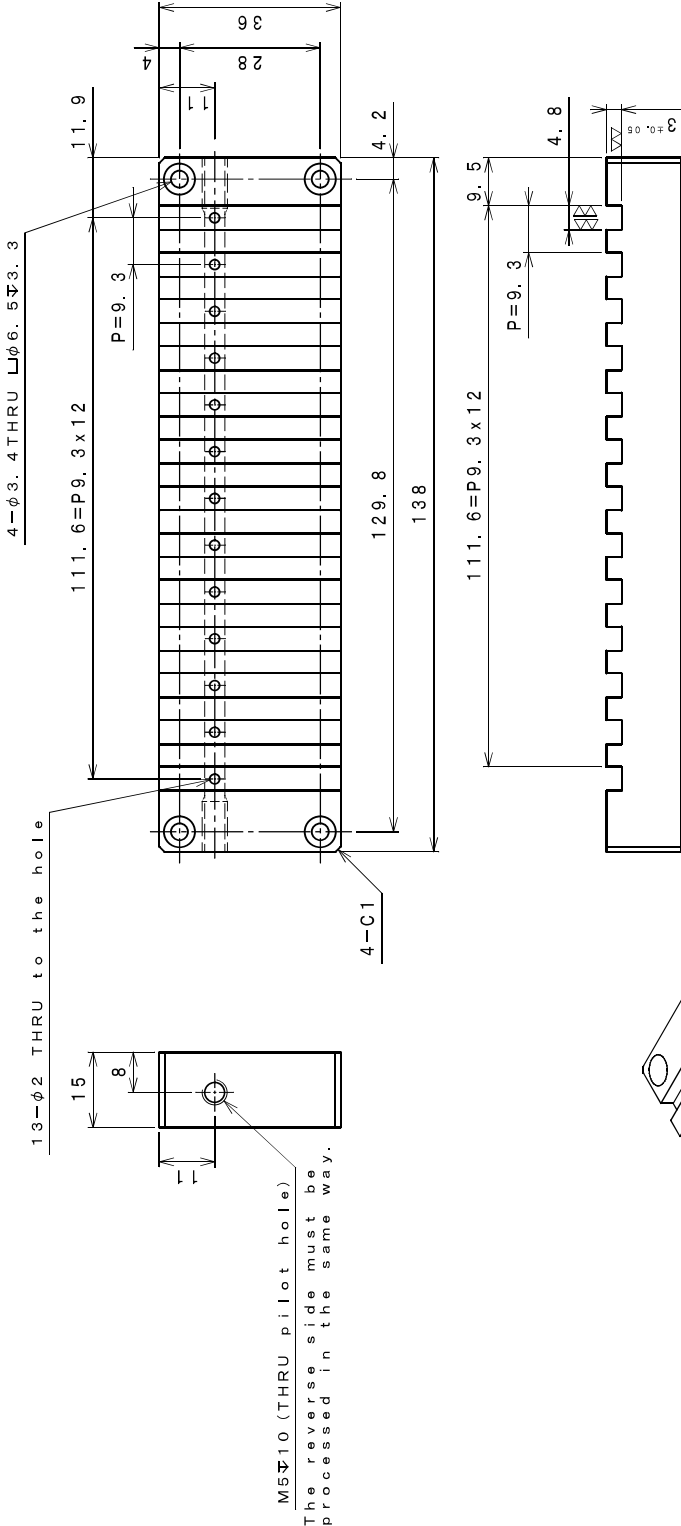 4-φ3. 4 THRU ⌴φ6. 5↧3. 3
11. 9
4
36
28
11
111. 6=P9. 3x12
P=9. 3
4. 2
129. 8
138
4-C1
13-φ2 THRU to the hole
15
8
11
M5↧10 (THRU pilot hole)
The reverse side must be
processed in the same way.
9. 5
4. 8
3 ±0. 05
P=9. 3
111. 6=P9. 3x12